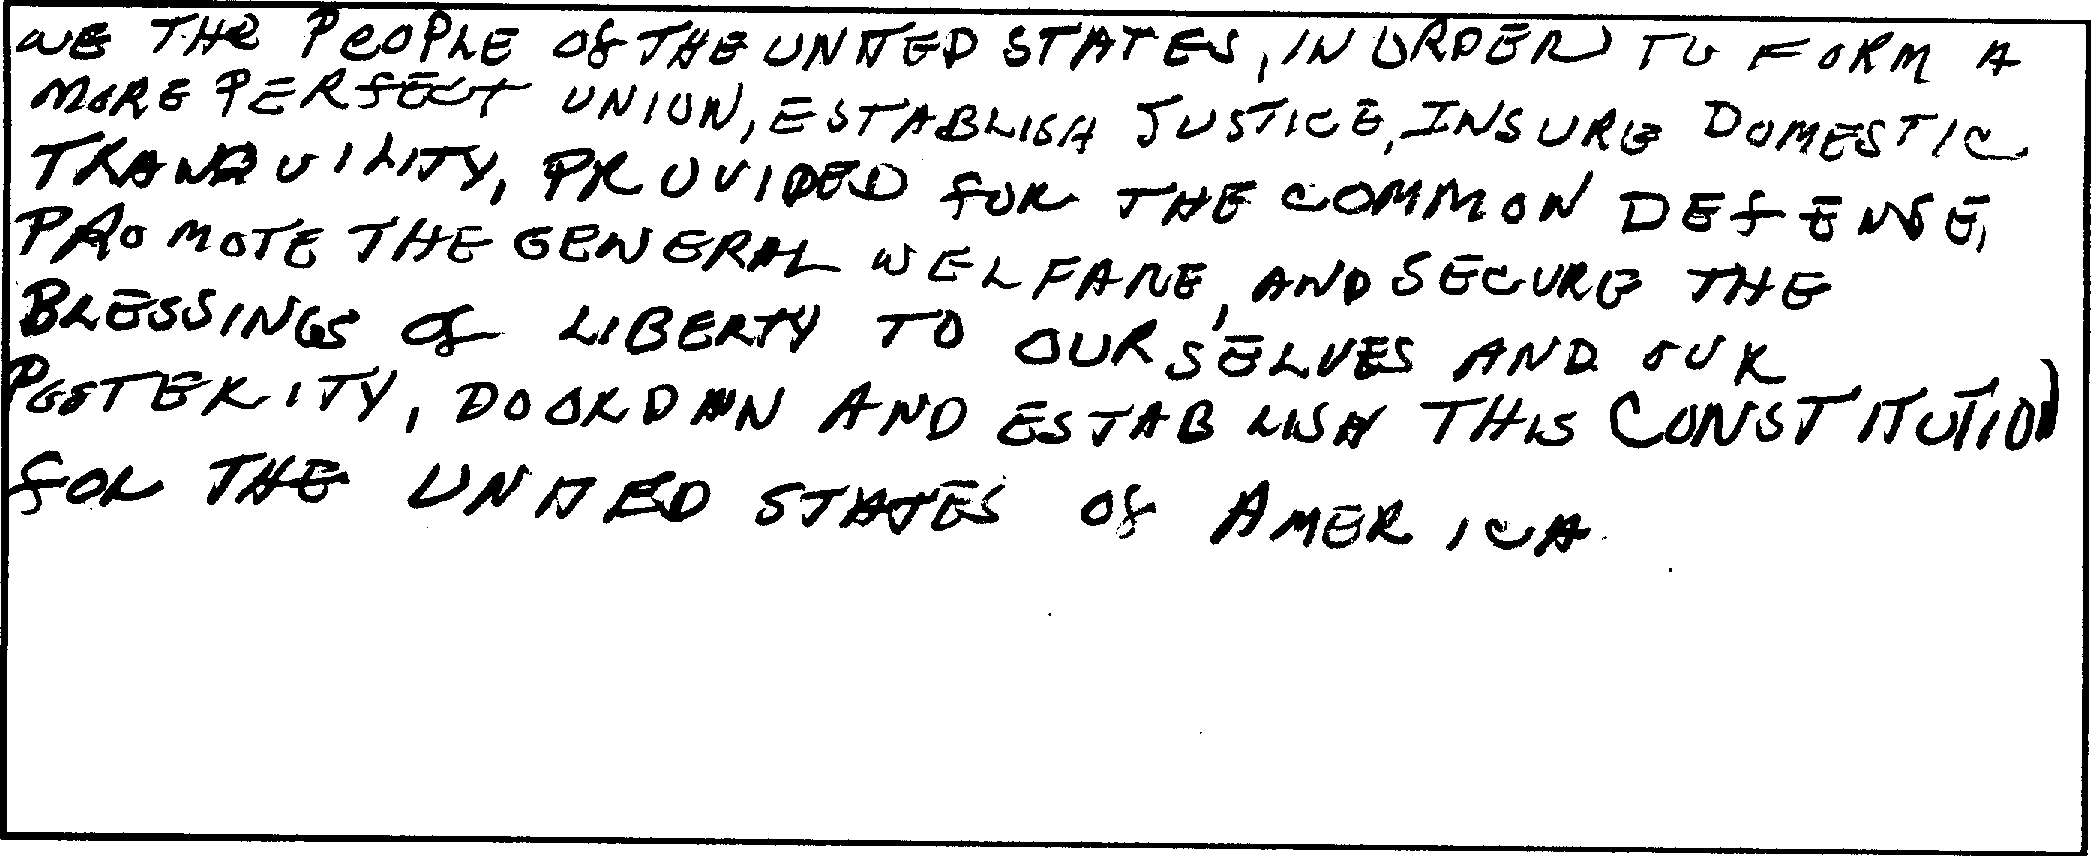 WE THE PEOPLE OF THE UNITED STATES, IN ORDER TO FORM A
MORE PERFECT UNION, ESTABLISH JUSTICE, INSURE DOMESTIC
TRANQUILITY, PROVIDED FOR THE COMMON DEFENSE,
PROMOTE THE GENERAL WELFARE, AND SECURE THE
BLESSINGS OF LIBERTY TO OURSELVES AND OUR
POSTERITY, DO ORDAIN AND ESTABLISH THIS CONSTITUTION
FOR THE UNITED STATES OF AMERICA.